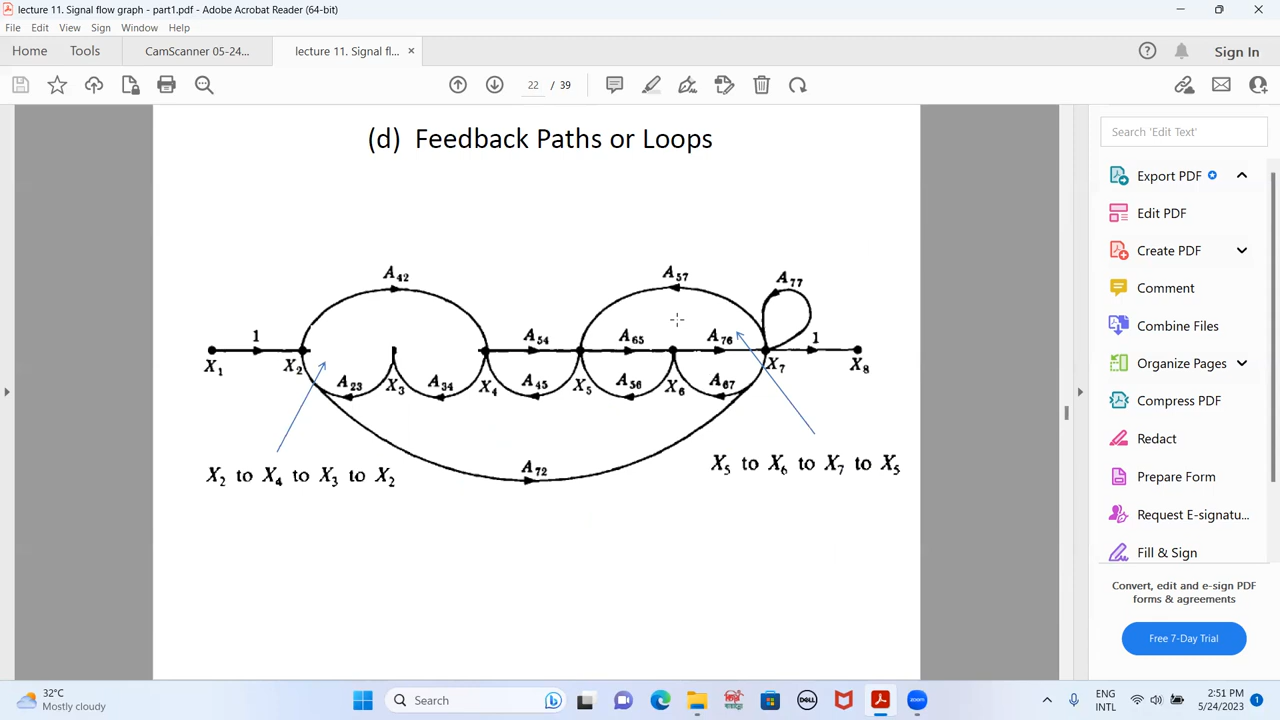 lecture 11. Signal flow graph - part1.pdf - Adobe Acrobat Reader (64-bit)
File Edit View Sign Window Help
Home Tools CamScanner 05-24... lecture 11. Signal fl... × Sign In
22 / 39
(d) Feedback Paths or Loops
A42
A57
A77
1 A54 A65 A76 1
X1 X2 A23 X3 A34 X4 A45 X5 A56 X6 A67 X7 X8
A72
X2 to X4 to X3 to X2
X5 to X6 to X7 to X5
Search 'Edit Text'
Export PDF
Edit PDF
Create PDF
Comment
Combine Files
Organize Pages
Compress PDF
Redact
Prepare Form
Request E-signatu...
Fill & Sign
Convert, edit and e-sign PDF
forms & agreements
Free 7-Day Trial
32°C
Mostly cloudy
Search
zoom
DELL
ENG
INTL
2:51 PM
5/24/2023
1